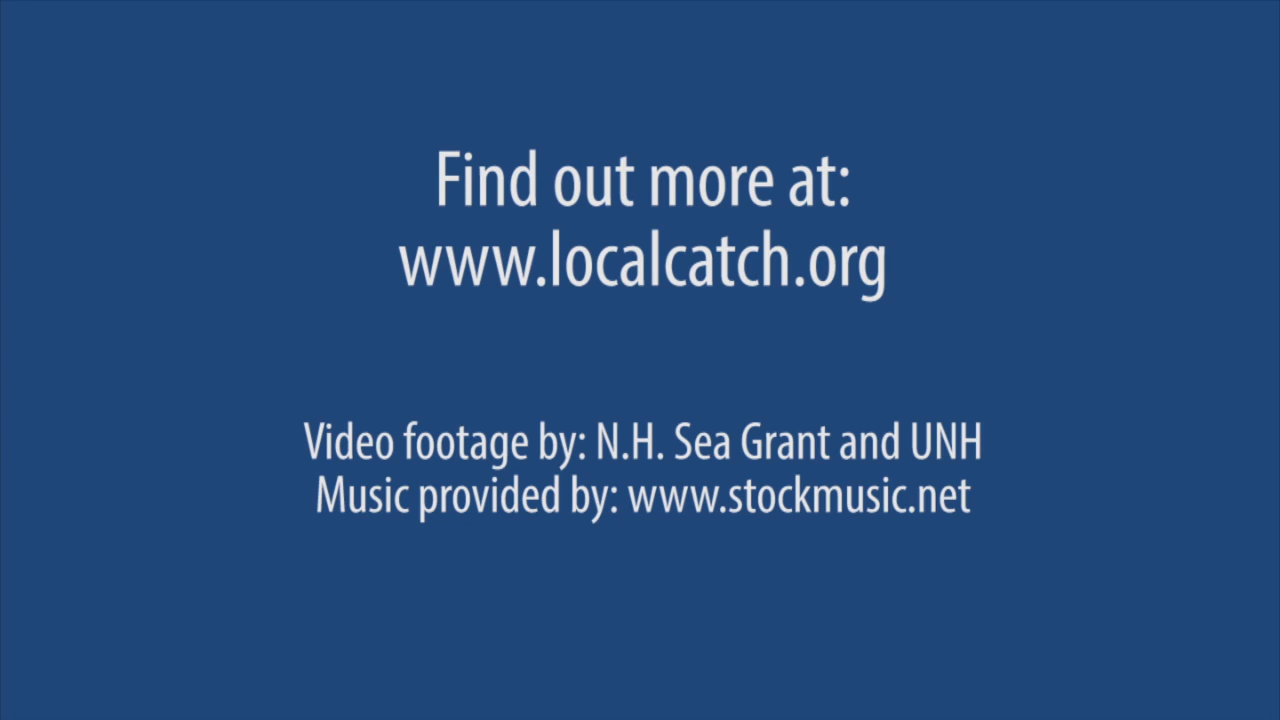 Find out more at:
www.localcatch.org
Video footage by: N.H. Sea Grant and UNH
Music provided by: www.stockmusic.net